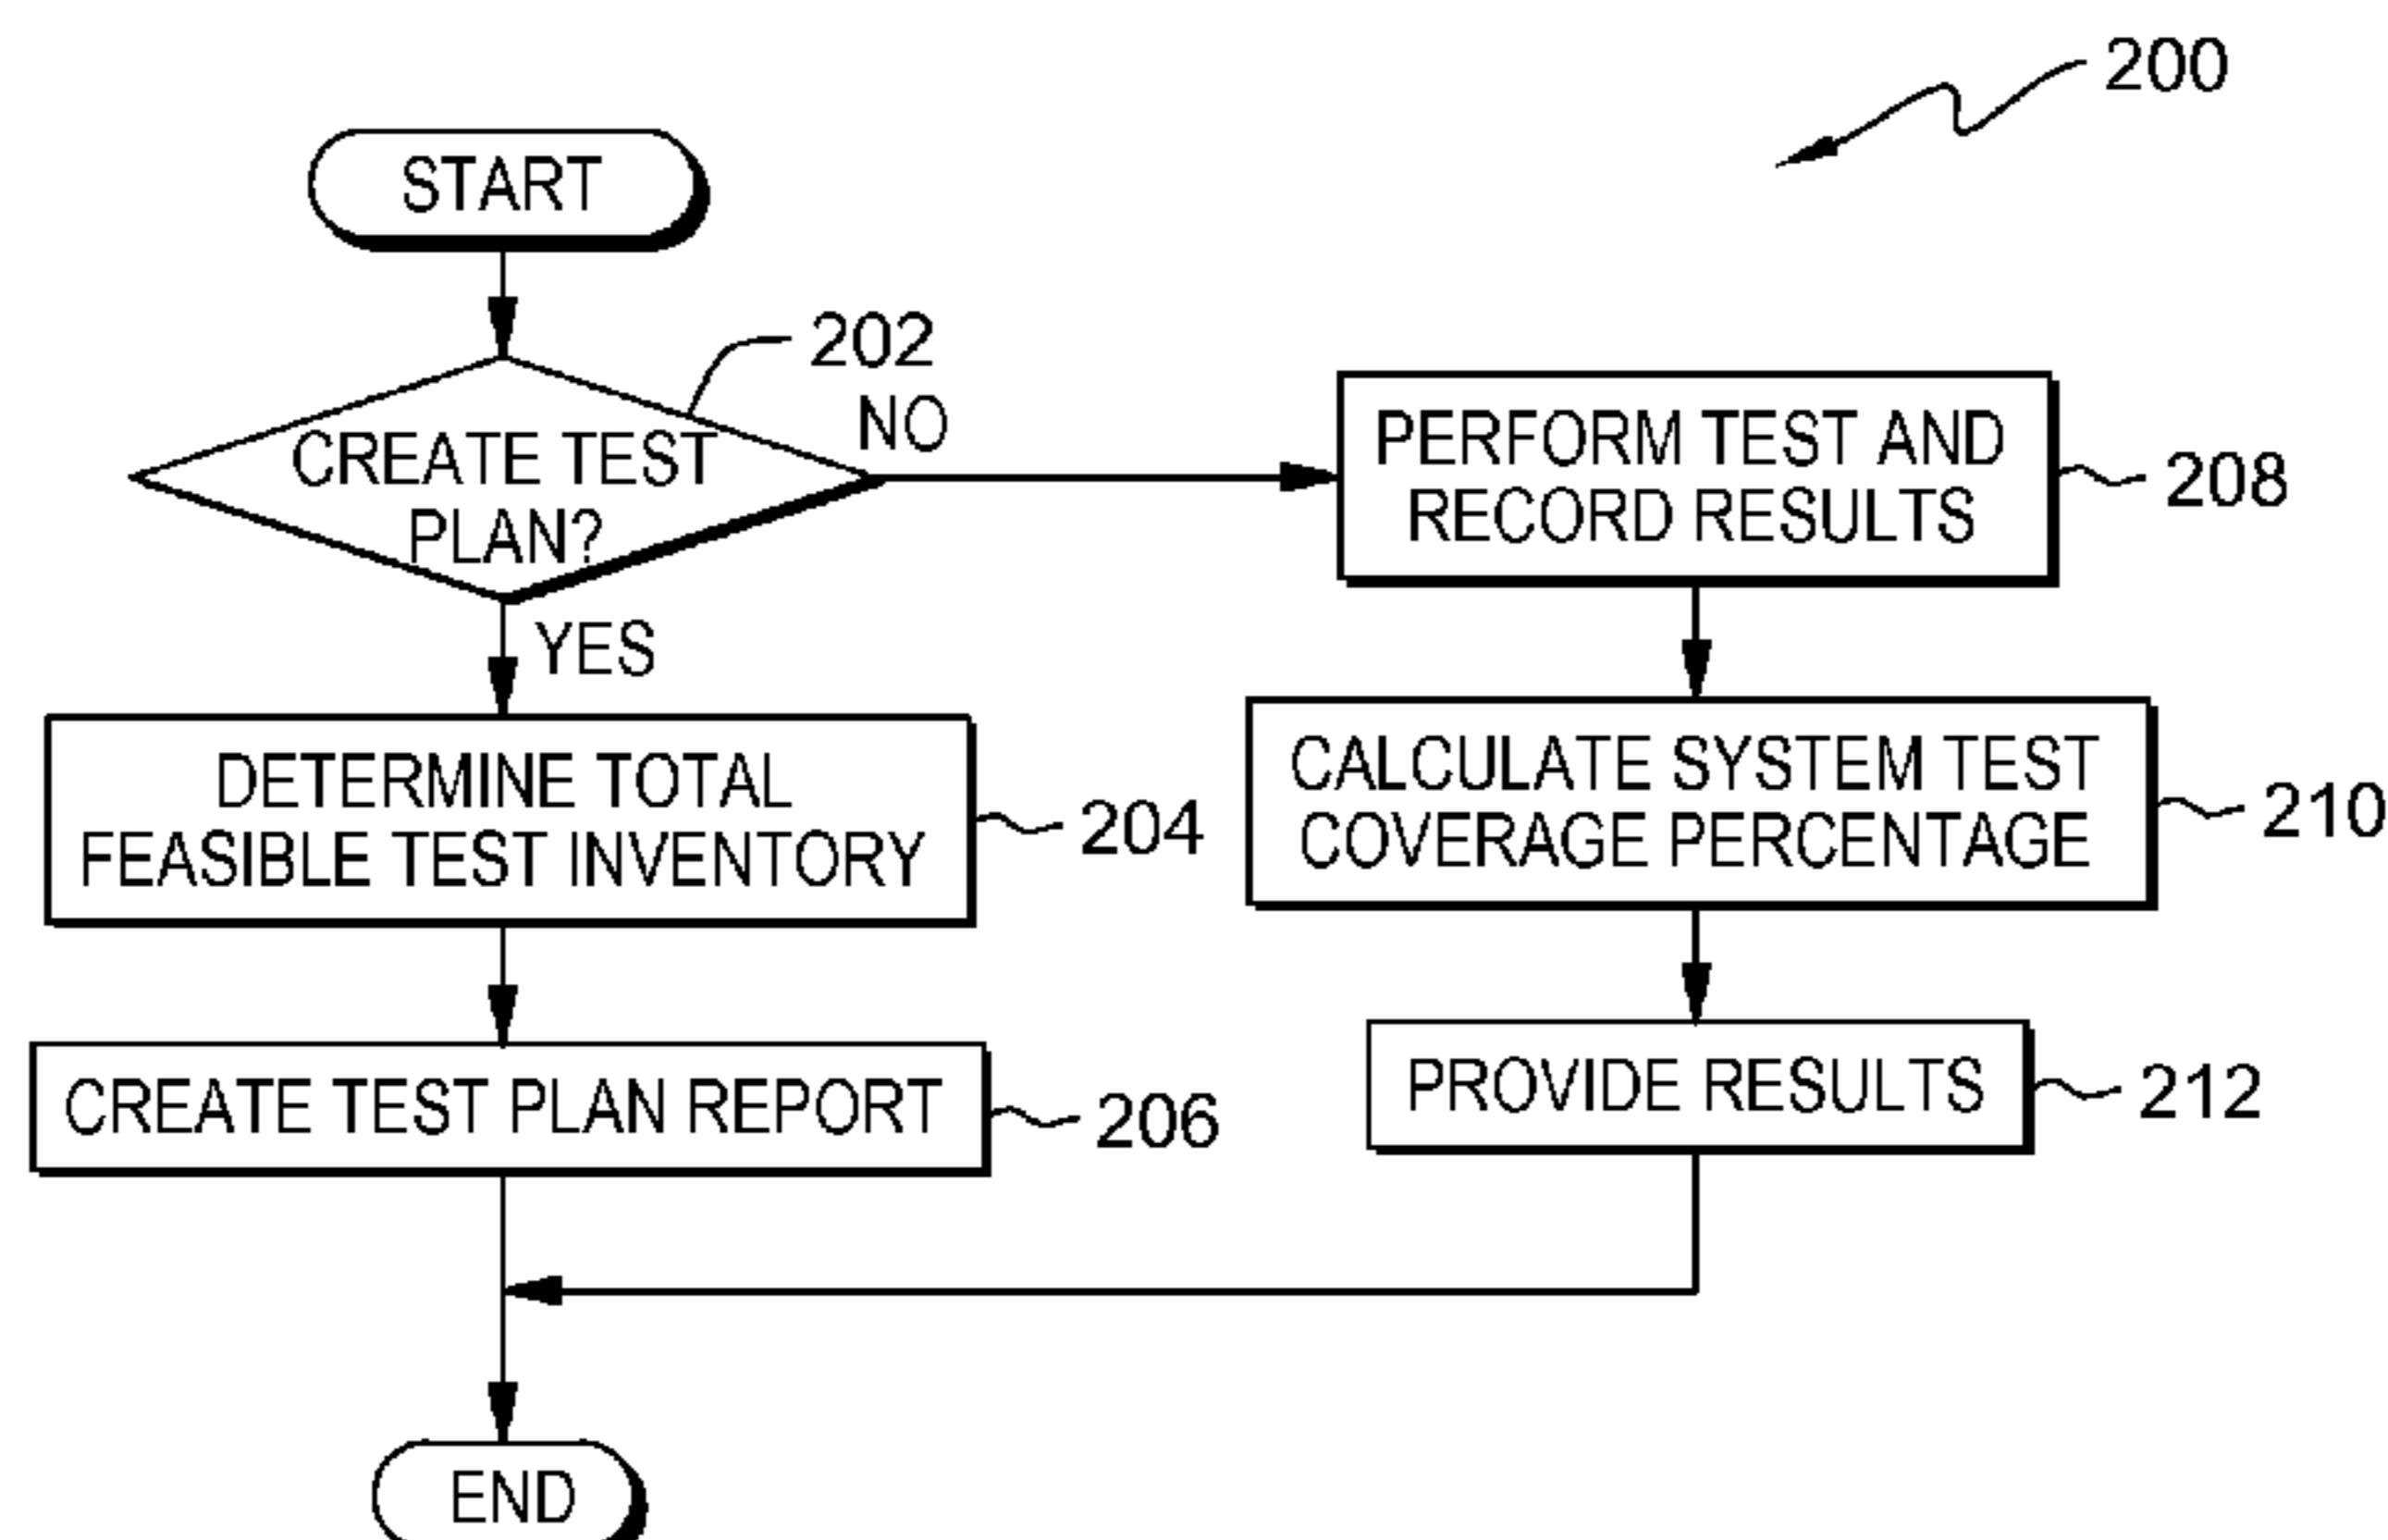 200
START
202
CREATE TEST
PLAN?
NO
YES
PERFORM TEST AND
RECORD RESULTS
208
DETERMINE TOTAL
FEASIBLE TEST INVENTORY
204
CALCULATE SYSTEM TEST
COVERAGE PERCENTAGE
210
CREATE TEST PLAN REPORT
206
PROVIDE RESULTS
212
END